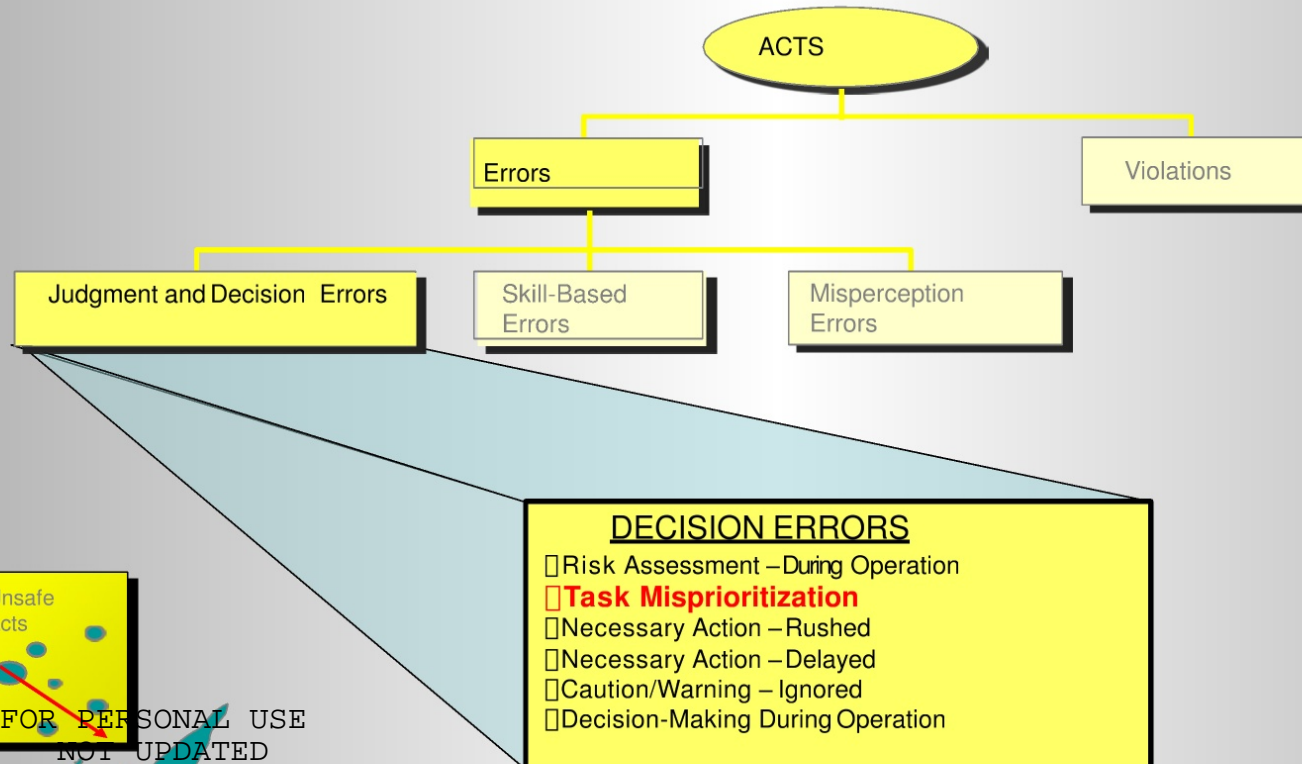 ACTS
Errors
Violations
Judgment and Decision Errors
Skill-Based
Errors
Misperception
Errors
DECISION ERRORS
Risk Assessment – During Operation
Task Misprioritization
Necessary Action – Rushed
Necessary Action – Delayed
Caution/Warning – Ignored
Decision-Making During Operation
FOR PERSONAL USE
NOT UPDATED